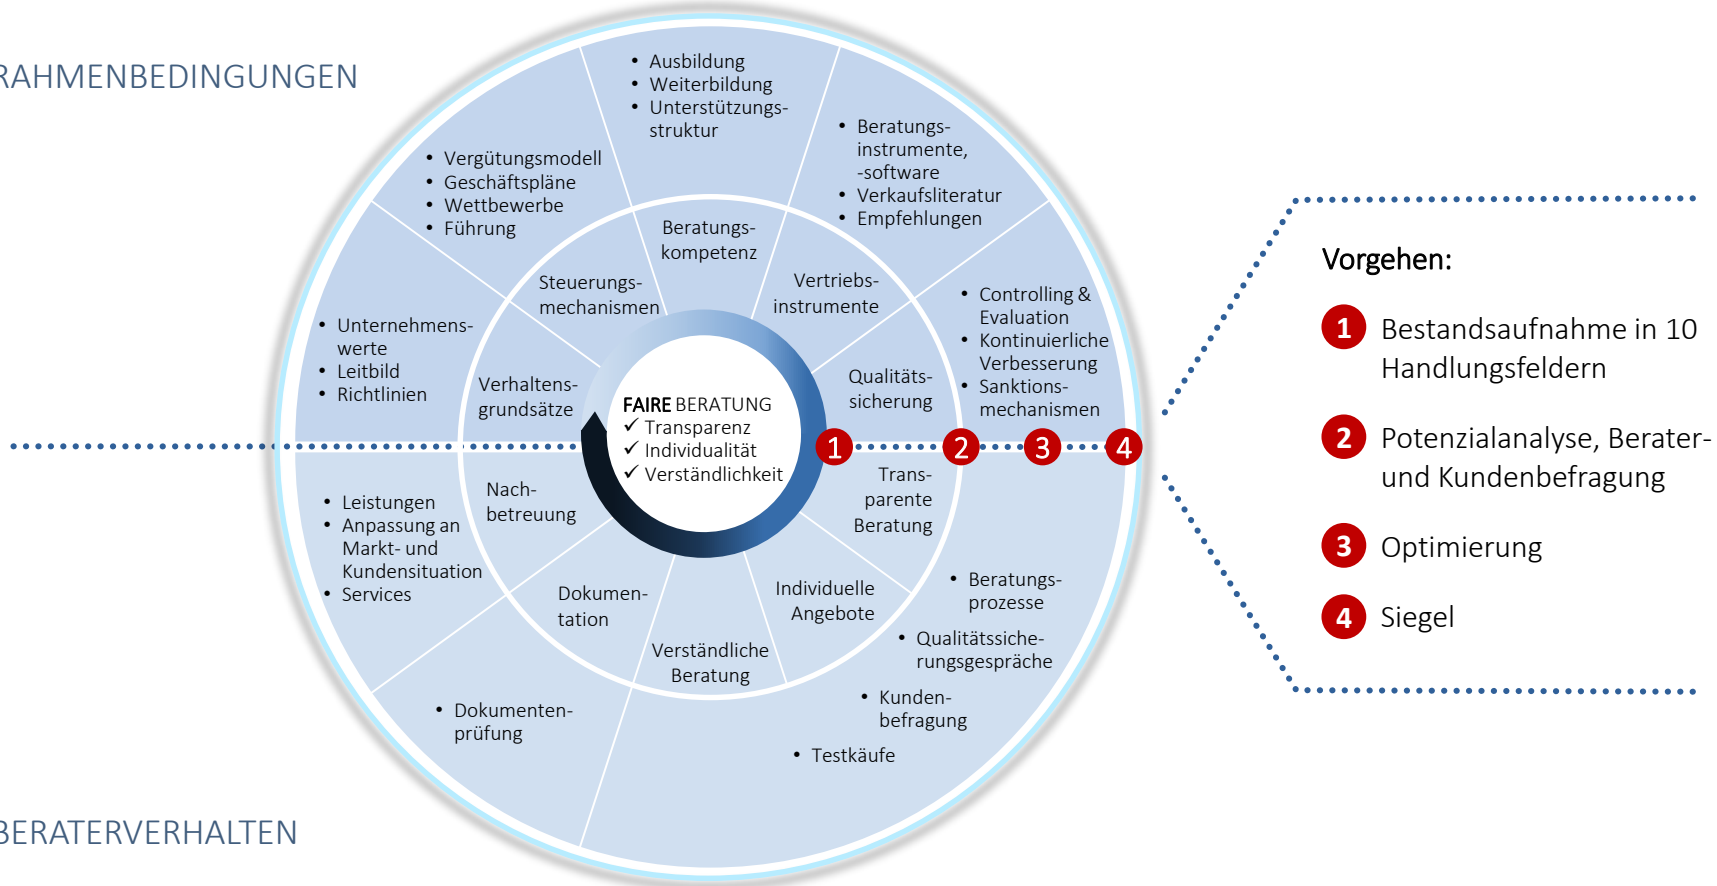 RAHMENBEDINGUNGEN
• Ausbildung
• Weiterbildung
• Unterstützungs-
struktur
• Beratungs-
instrumente,
-software
• Verkaufsliteratur
• Empfehlungen
• Vergütungsmodell
• Geschäftspläne
• Wettbewerbe
• Führung
• Unternehmens-
werte
• Leitbild
• Richtlinien
• Controlling &
Evaluation
• Kontinuierliche
Verbesserung
• Sanktions-
mechanismen
Beratungs-
kompetenz
Steuerungs-
mechanismen
Vertriebs-
instrumente
Verhaltens-
grundsätze
Qualitäts-
sicherung
FAIRE BERATUNG
✓ Transparenz
✓ Individualität
✓ Verständlichkeit
1 2 3 4
Nach-
betreuung
Trans-
parente
Beratung
Dokumen-
tation
Individuelle
Angebote
Verständliche
Beratung
• Leistungen
• Anpassung an
Markt- und
Kundensituation
• Services
• Dokumenten-
prüfung
• Beratungs-
prozesse
• Qualitätssiche-
rungsgespräche
• Kunden-
befragung
• Testkäufe
BERATERVERHALTEN
Vorgehen:
1 Bestandsaufnahme in 10
Handlungsfeldern
2 Potenzialanalyse, Berater-
und Kundenbefragung
3 Optimierung
4 Siegel